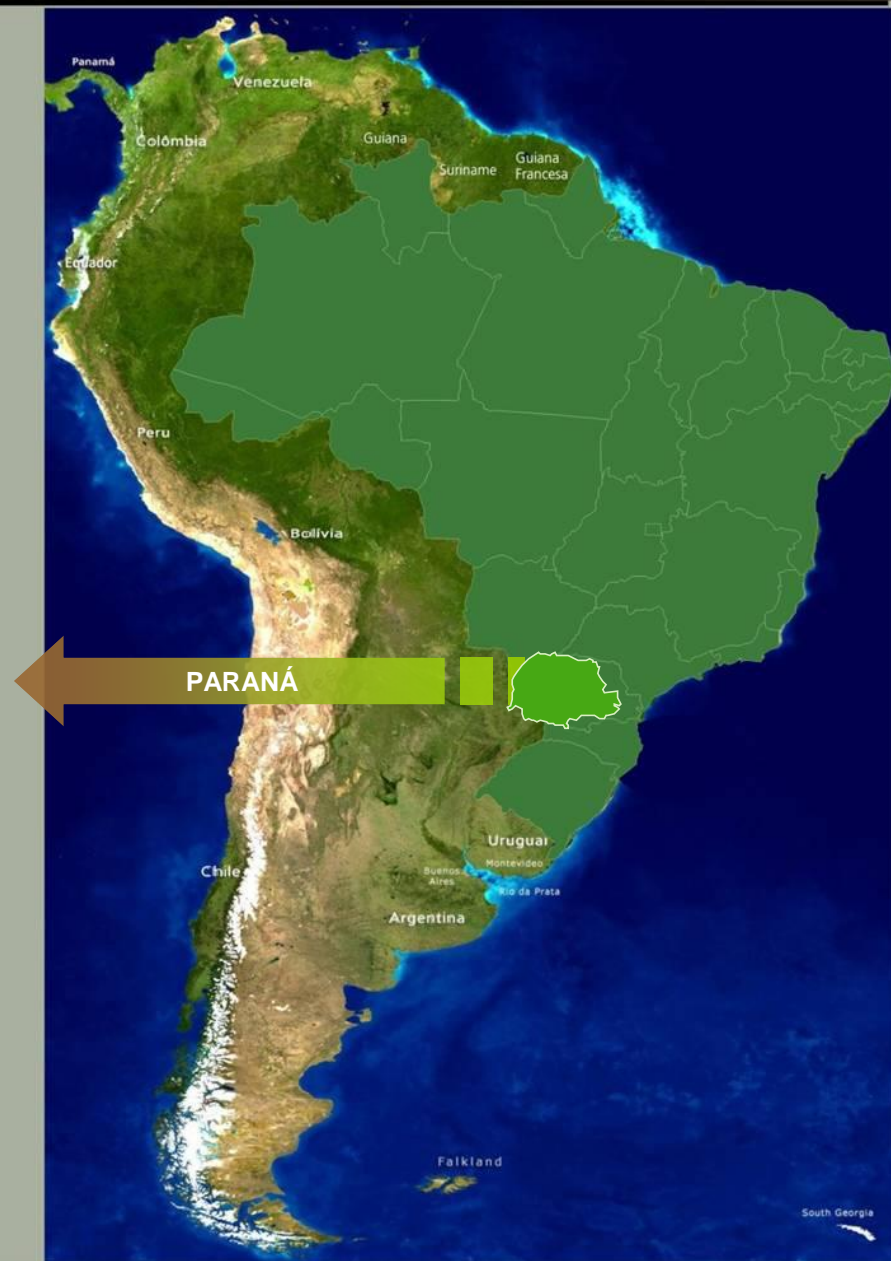 Panamá
Venezuela
Colômbia
Guiana
Suriname
Guiana
Francesa
Equador
Peru
Bolívia
PARANÁ
Uruguai
Montevideo
Buenos
Aires
Rio da Prata
Chile
Argentina
Falkland
South Georgia